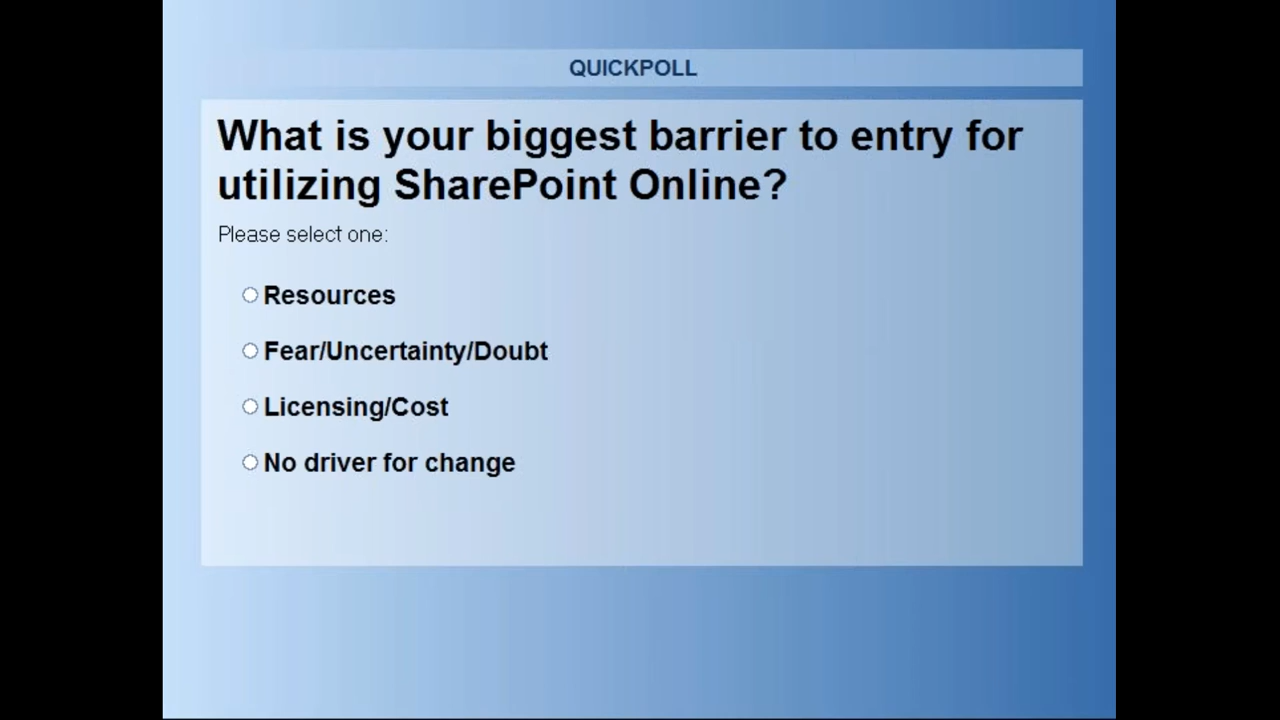 QUICKPOLL
What is your biggest barrier to entry for
utilizing SharePoint Online?
Please select one:
Resources
Fear/Uncertainty/Doubt
Licensing/Cost
No driver for change